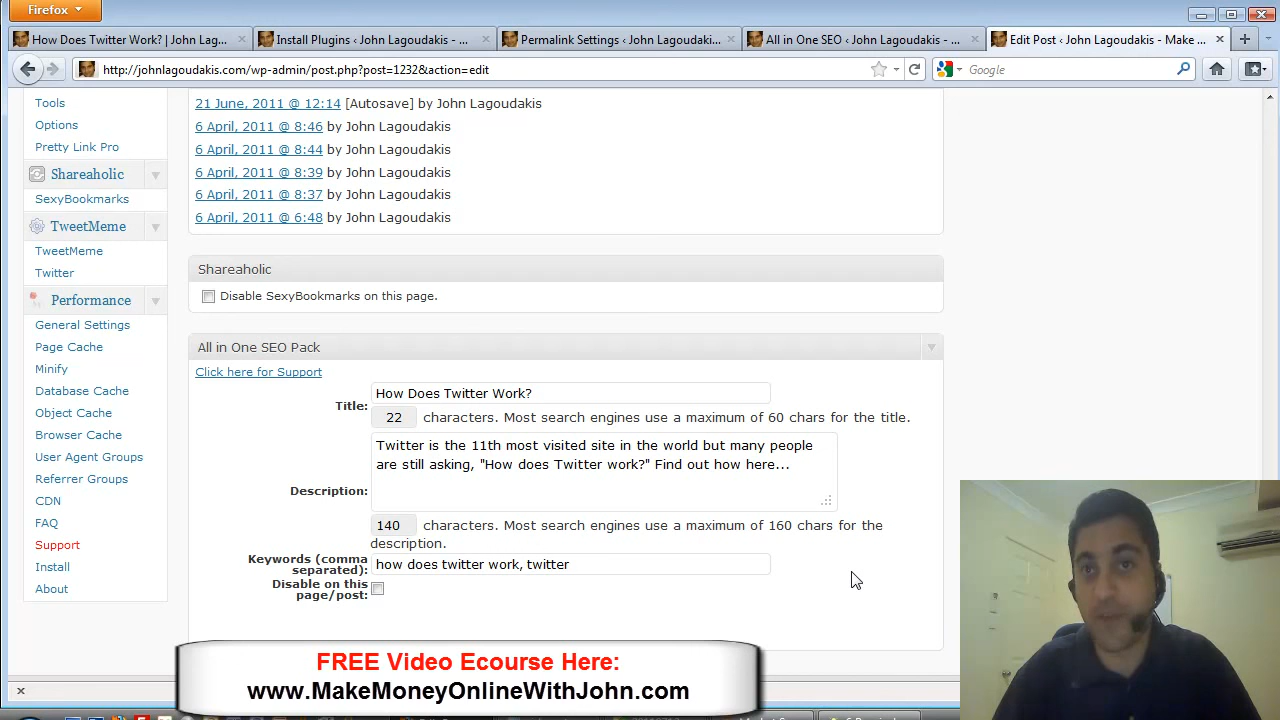 Firefox
How Does Twitter Work? | John Lag...
Install Plugins ‹ John Lagoudakis - ...
Permalink Settings ‹ John Lagoudaki...
All in One SEO ‹ John Lagoudakis - ...
Edit Post ‹ John Lagoudakis - Make ...
http://johnlagoudakis.com/wp-admin/post.php?post=1232&action=edit
Google
Tools
Options
Pretty Link Pro
Shareaholic
SexyBookmarks
TweetMeme
TweetMeme
Twitter
Performance
General Settings
Page Cache
Minify
Database Cache
Object Cache
Browser Cache
User Agent Groups
Referrer Groups
CDN
FAQ
Support
Install
About
21 June, 2011 @ 12:14 [Autosave] by John Lagoudakis
6 April, 2011 @ 8:46 by John Lagoudakis
6 April, 2011 @ 8:44 by John Lagoudakis
6 April, 2011 @ 8:39 by John Lagoudakis
6 April, 2011 @ 8:37 by John Lagoudakis
6 April, 2011 @ 6:48 by John Lagoudakis
Shareaholic
Disable SexyBookmarks on this page.
All in One SEO Pack
Click here for Support
Title: How Does Twitter Work?
22 characters. Most search engines use a maximum of 60 chars for the title.
Description: Twitter is the 11th most visited site in the world but many people
are still asking, "How does Twitter work?" Find out how here...
140 characters. Most search engines use a maximum of 160 chars for the
description.
Keywords (comma
separated): how does twitter work, twitter
Disable on this
page/post:
FREE Video Ecourse Here:
www.MakeMoneyOnlineWithJohn.com